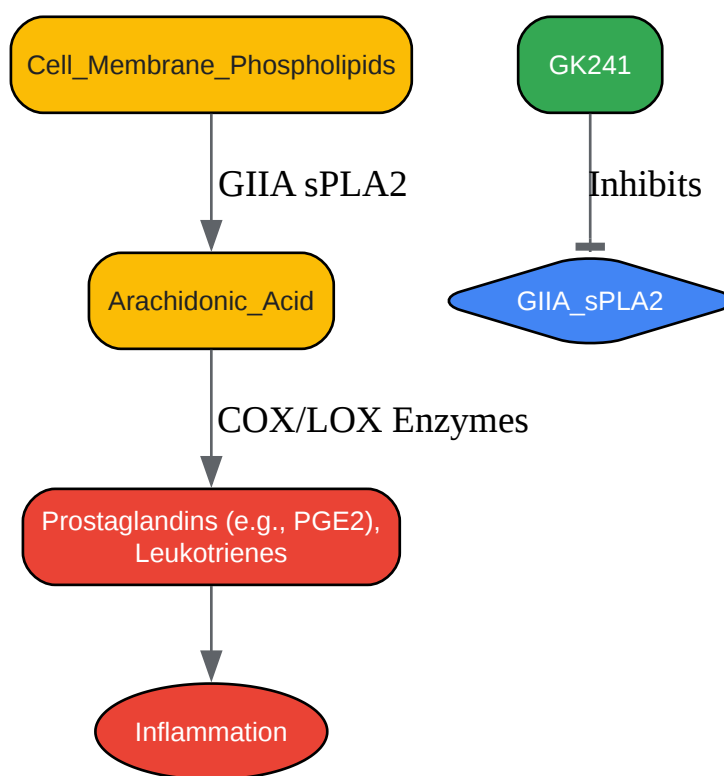 Cell_Membrane_Phospholipids
GK241
GIIA sPLA2
Inhibits
Arachidonic_Acid
GIIA_sPLA2
COX/LOX Enzymes
Prostaglandins (e.g., PGE2),
Leukotrienes
Inflammation